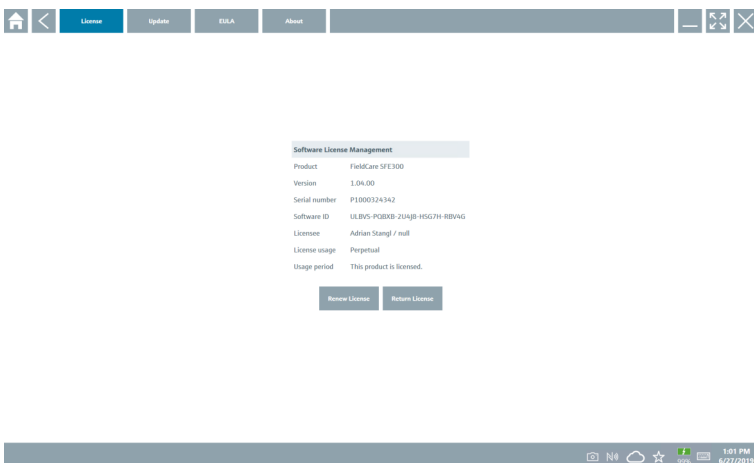 License Update EULA About
Software License Management
Product FieldCare SFE300
Version 1.04.00
Serial number P1000324342
Software ID ULBVS-PQBXB-2U4JB-HSG7H-RBV4G
Licensee Adrian Stangl / null
License usage Perpetual
Usage period This product is licensed.
Renew License Return License
1:01 PM
6/27/2018